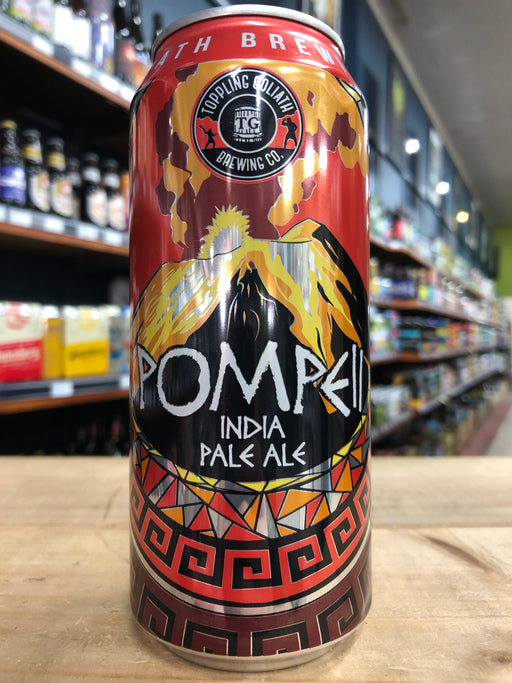 ATH BREW
TOPPLING GOLIATH
TG
BREWING CO.
POMPEII
INDIA
PALE ALE